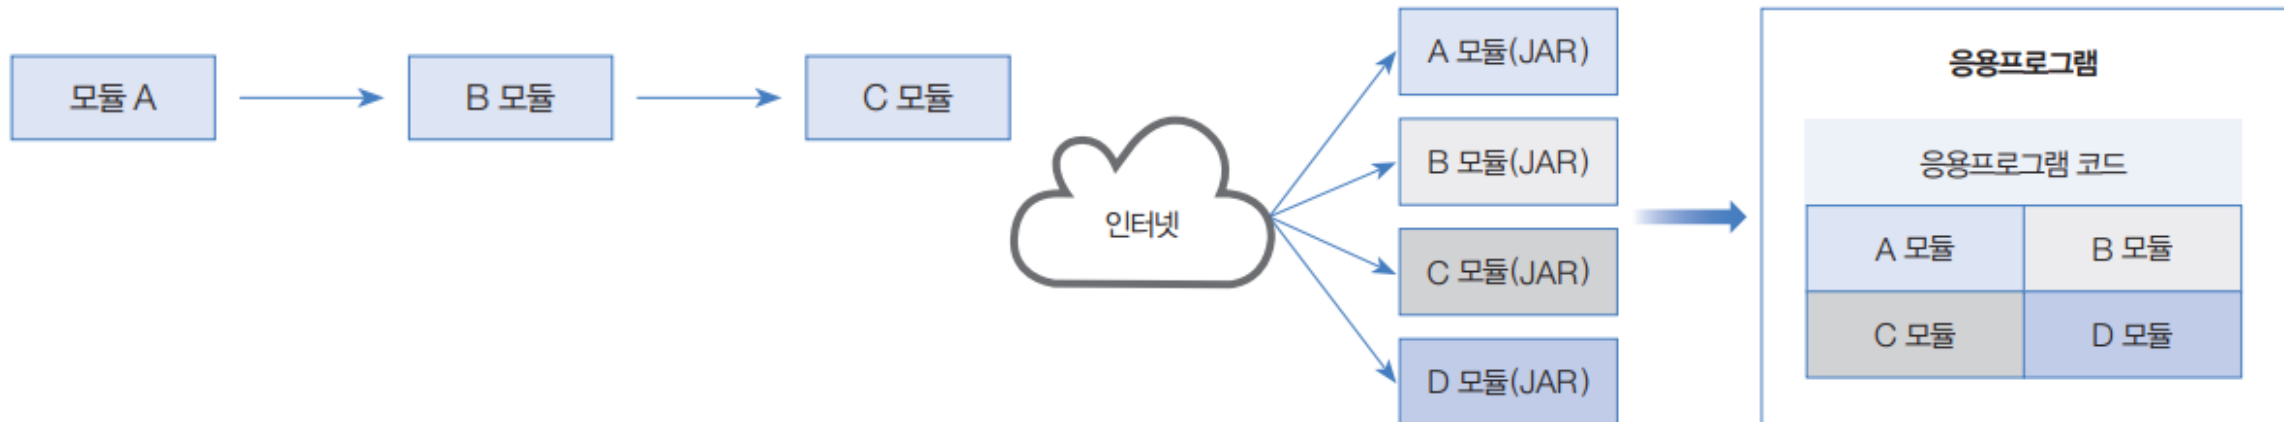 모듈 A
B 모듈
C 모듈
인터넷
A 모듈(JAR)
B 모듈(JAR)
C 모듈(JAR)
D 모듈(JAR)
응용프로그램
응용프로그램 코드
A 모듈
B 모듈
C 모듈
D 모듈